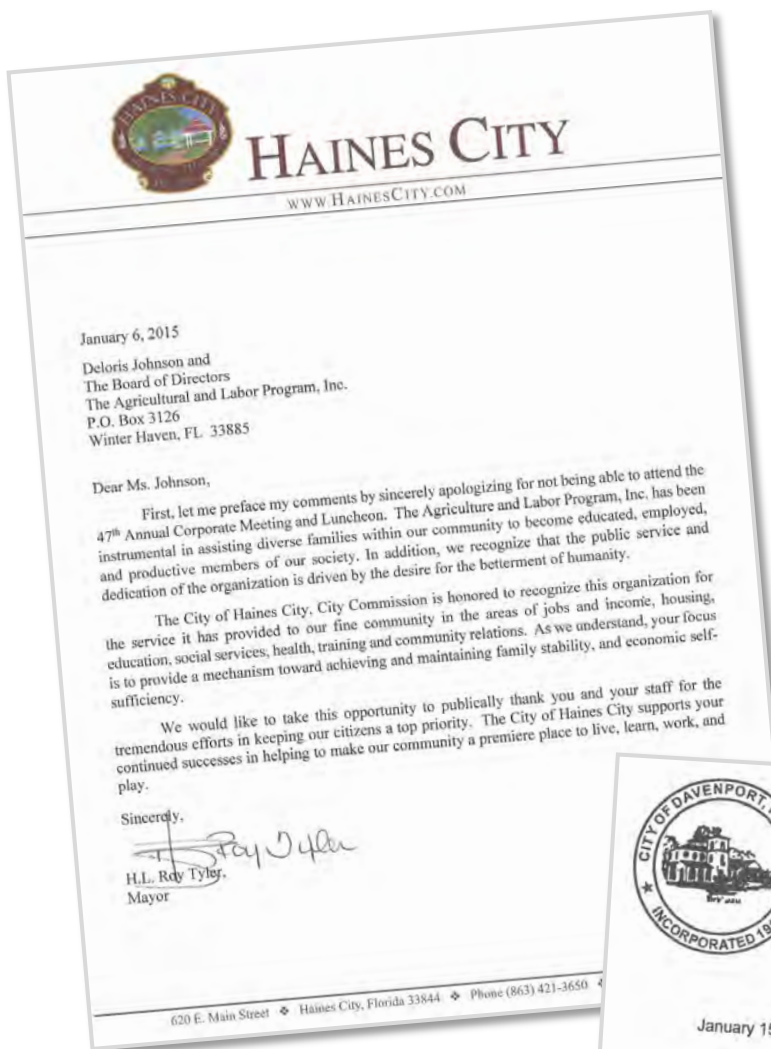 HAINES CITY
HAINES CITY
WWW.HAINESCITY.COM
January 6, 2015
Deloris Johnson and
The Board of Directors
The Agricultural and Labor Program, Inc.
P.O. Box 3126
Winter Haven, FL 33885
Dear Ms. Johnson,
First, let me preface my comments by sincerely apologizing for not being able to attend the
47th Annual Corporate Meeting and Luncheon. The Agriculture and Labor Program, Inc. has been
instrumental in assisting diverse families within our community to become educated, employed,
and productive members of our society. In addition, we recognize that the public service and
dedication of the organization is driven by the desire for the betterment of humanity.
The City of Haines City, City Commission is honored to recognize this organization for
the service it has provided to our fine community in the areas of jobs and income, housing,
education, social services, health, training and community relations. As we understand, your focus
is to provide a mechanism toward achieving and maintaining family stability, and economic self-
sufficiency.
We would like to take this opportunity to publically thank you and your staff for the
tremendous efforts in keeping our citizens a top priority. The City of Haines City supports your
continued successes in helping to make our community a premiere place to live, learn, work, and
play.
Sincerely,
Roy Tyler
H.L. Roy Tyler,
Mayor
620 E. Main Street ❖ Haines City, Florida 33844 ❖ Phone (863) 421-3650 ❖
CITY OF DAVENPORT,
INCORPORATED 19
January 15